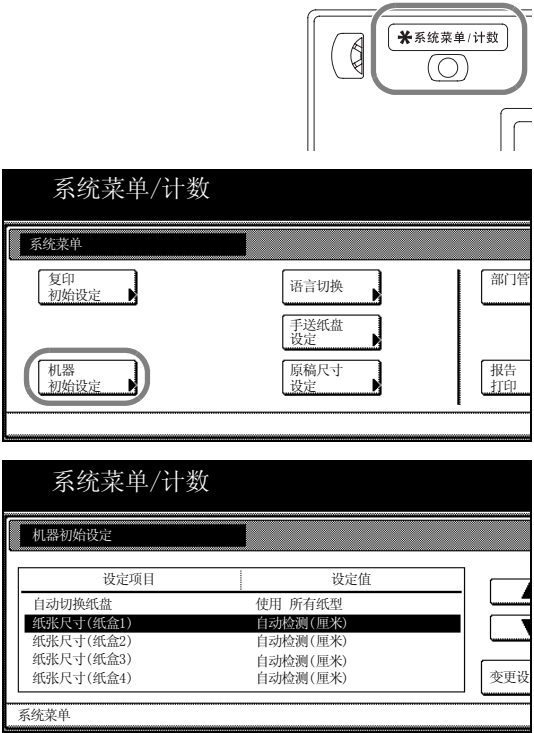 ✱系统菜单/计数
系统菜单/计数
系统菜单
复印
初始设定
语言切换
部门管
手送纸盘
设定
机器
初始设定
原稿尺寸
设定
报告
打印
系统菜单/计数
机器初始设定
设定项目 设定值
自动切换纸盘 使用 所有纸型
纸张尺寸(纸盒1) 自动检测(厘米)
纸张尺寸(纸盒2) 自动检测(厘米)
纸张尺寸(纸盒3) 自动检测(厘米)
纸张尺寸(纸盒4) 自动检测(厘米)
变更设
系统菜单